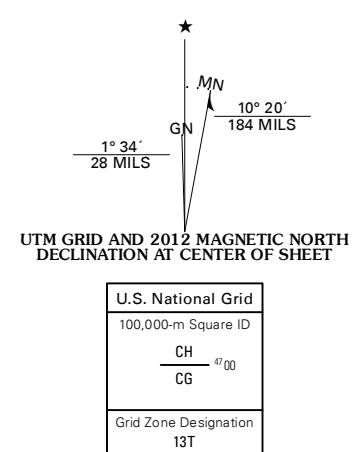 ★
MN
GN
10° 20´
184 MILS
1° 34´
28 MILS
UTM GRID AND 2012 MAGNETIC NORTH
DECLINATION AT CENTER OF SHEET
U.S. National Grid
100,000-m Square ID
CH
4700
CG
Grid Zone Designation
13T